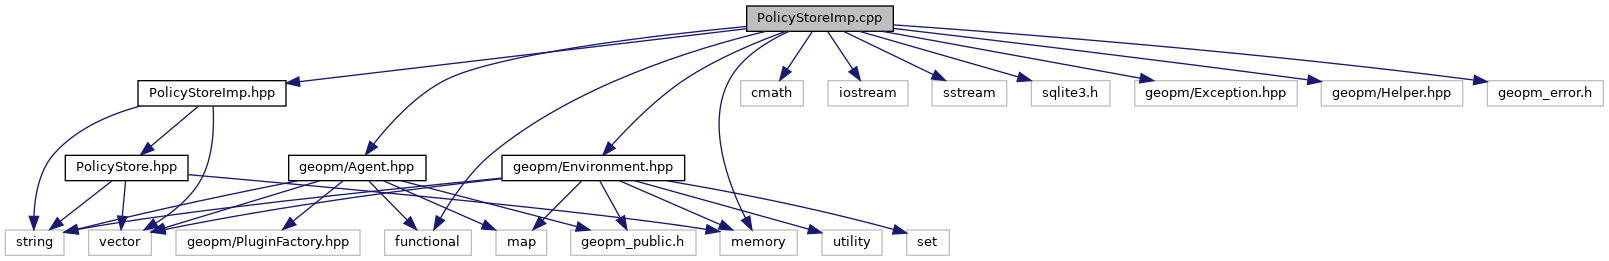 PolicyStoreImp.cpp
PolicyStoreImp.hpp
cmath
iostream
sstream
sqlite3.h
geopm/Exception.hpp
geopm/Helper.hpp
geopm_error.h
PolicyStore.hpp
geopm/Agent.hpp
geopm/Environment.hpp
string
vector
geopm/PluginFactory.hpp
functional
map
geopm_public.h
memory
utility
set